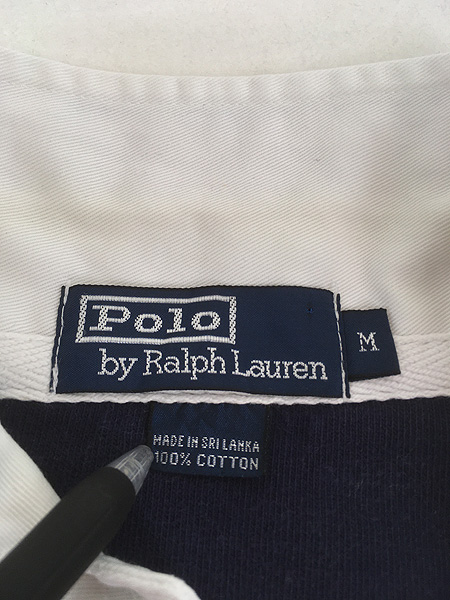 Polo
by Ralph Lauren
M
MADE IN SRI LANKA
100% COTTON